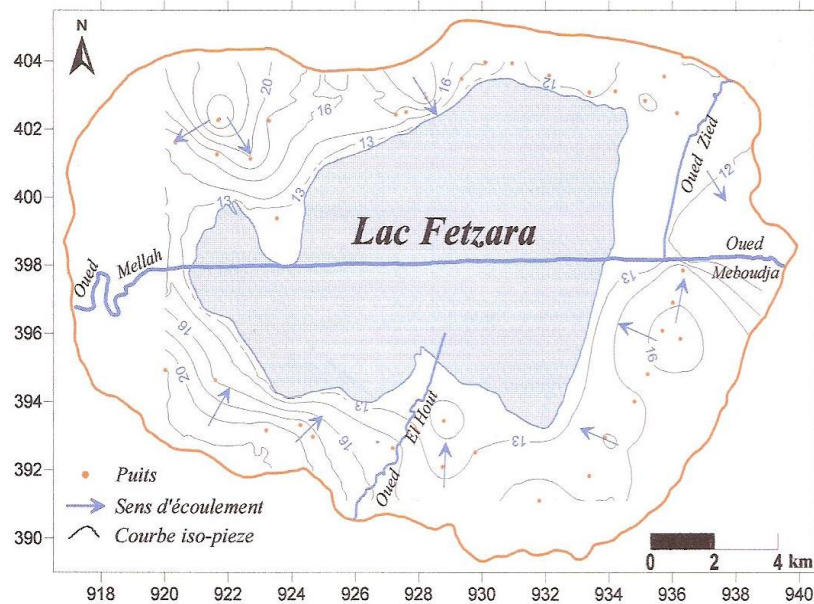 N
404
402
400
398
396
394
392
390
20
16
16
12
13
13
13
Oued Zied
12
Lac Fetzara
Oued
Meboudja
Oued
Mellah
13
16
20
16
16
13
13
Oued
El Hout
Puits
Sens d'écoulement
Courbe iso-pieze
0 2 4 km
918 920 922 924 926 928 930 932 934 936 938 940